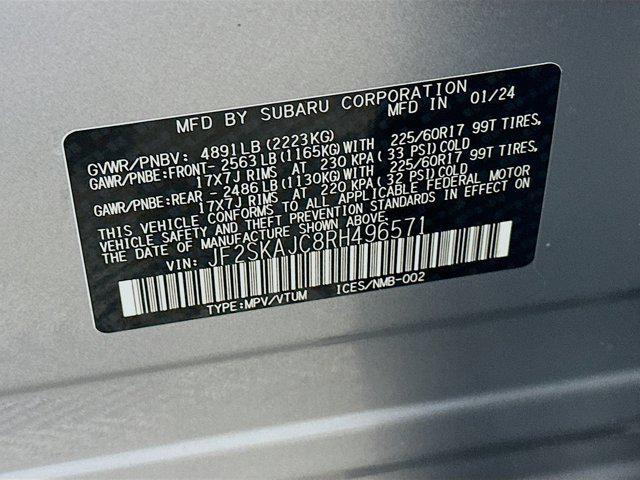 MFD BY SUBARU CORPORATION
MFD IN 01/24
GVWR/PNBV: 4891LB(2223KG)
GAWR/PNBE:FRONT-2563LB(1165KG)WITH 225/60R17 99T TIRES,
17x7J RIMS AT 230 KPA(33 PSI)COLD
GAWR/PNBE:REAR -2486LB(1130KG)WITH 225/60R17 99T TIRES,
17x7J RIMS AT 220 KPA(32 PSI)COLD
THIS VEHICLE CONFORMS TO ALL APPLICABLE FEDERAL MOTOR
VEHICLE SAFETY AND THEFT PREVENTION STANDARDS IN EFFECT ON
THE DATE OF MANUFACTURE SHOWN ABOVE.
VIN: JF2SKAJC8RH496571
TYPE:MPV/VTUM ICES/NMB-002